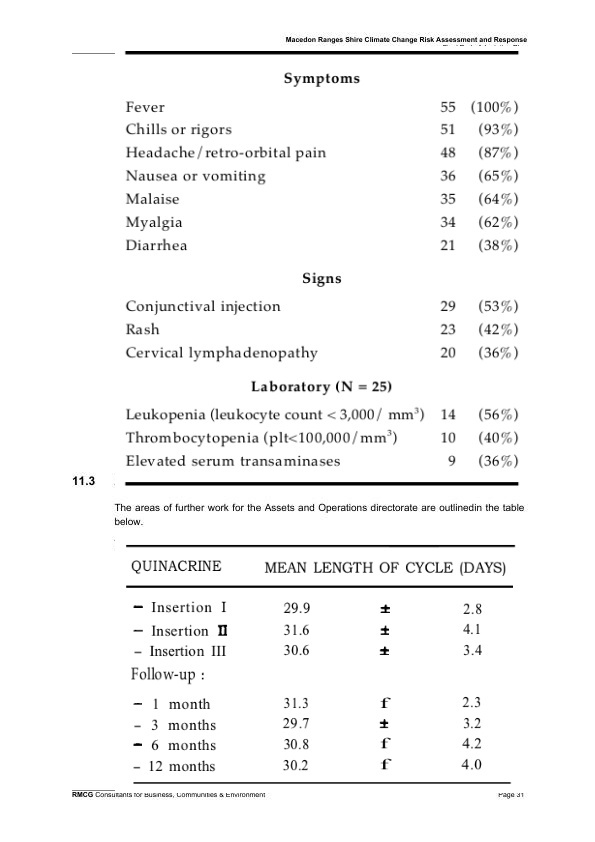 Macedon Ranges Shire Climate Change Risk Assessment and Response
Symptoms
Fever 55 (100%)
Chills or rigors 51 (93%)
Headache/retro-orbital pain 48 (87%)
Nausea or vomiting 36 (65%)
Malaise 35 (64%)
Myalgia 34 (62%)
Diarrhea 21 (38%)
Signs
Conjunctival injection 29 (53%)
Rash 23 (42%)
Cervical lymphadenopathy 20 (36%)
Laboratory (N = 25)
Leukopenia (leukocyte count < 3,000/ mm³) 14 (56%)
Thrombocytopenia (plt<100,000/mm³) 10 (40%)
Elevated serum transaminases 9 (36%)
11.3
The areas of further work for the Assets and Operations directorate are outlinedin the table
below.
QUINACRINE MEAN LENGTH OF CYCLE (DAYS)
– Insertion I 29.9 ± 2.8
– Insertion II 31.6 ± 4.1
– Insertion III 30.6 ± 3.4
Follow-up :
– 1 month 31.3 f 2.3
– 3 months 29.7 ± 3.2
– 6 months 30.8 f 4.2
– 12 months 30.2 f 4.0
RMCG Consultants for Business, Communities & Environment Page 31